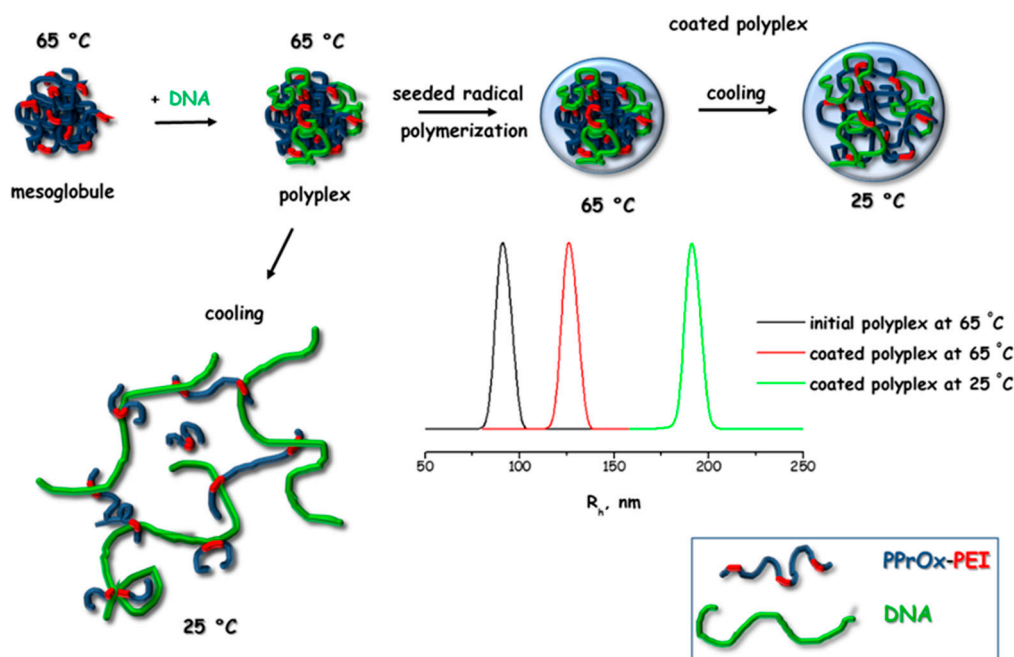 coated polyplex
65 °C
65 °C
+ DNA
seeded radical
polymerization
cooling
mesoglobule
polyplex
65 °C
25 °C
cooling
initial polyplex at 65 °C
coated polyplex at 65 °C
coated polyplex at 25 °C
50
100
150
200
250
Rh, nm
PPrOx-PEI
DNA
25 °C